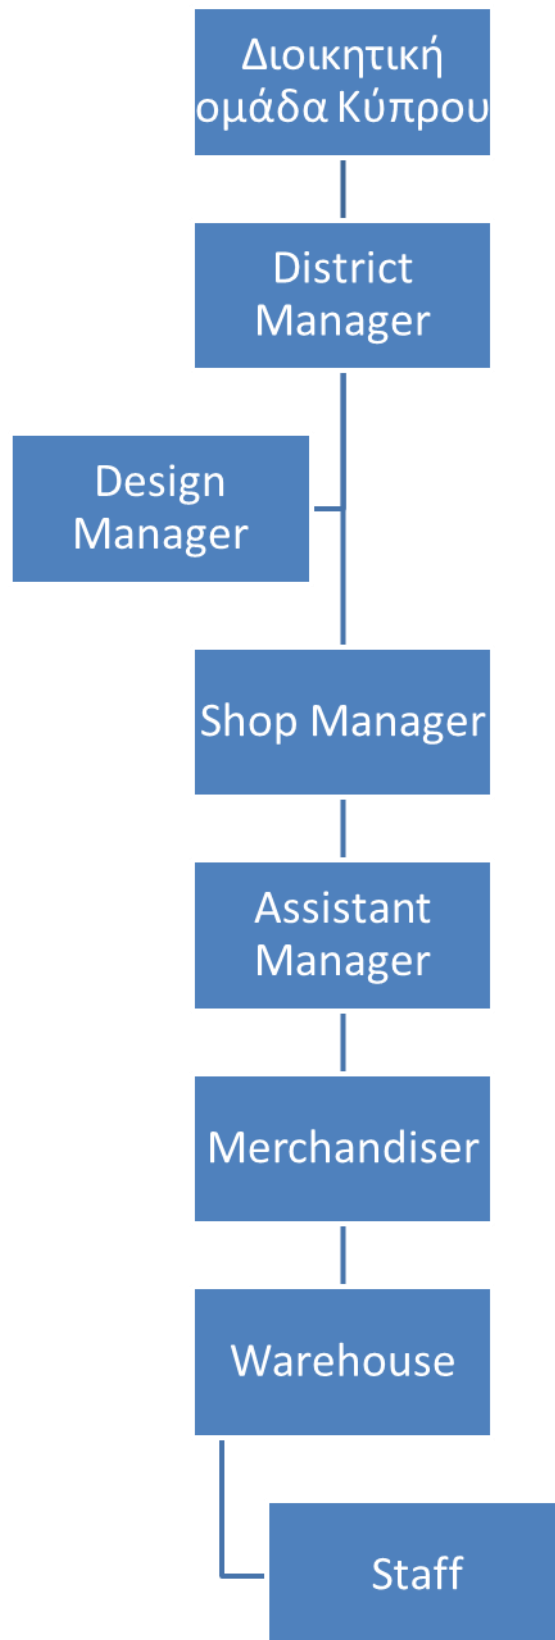 Διοικητική
ομάδα Κύπρου
District
Manager
Design
Manager
Shop Manager
Assistant
Manager
Merchandiser
Warehouse
Staff